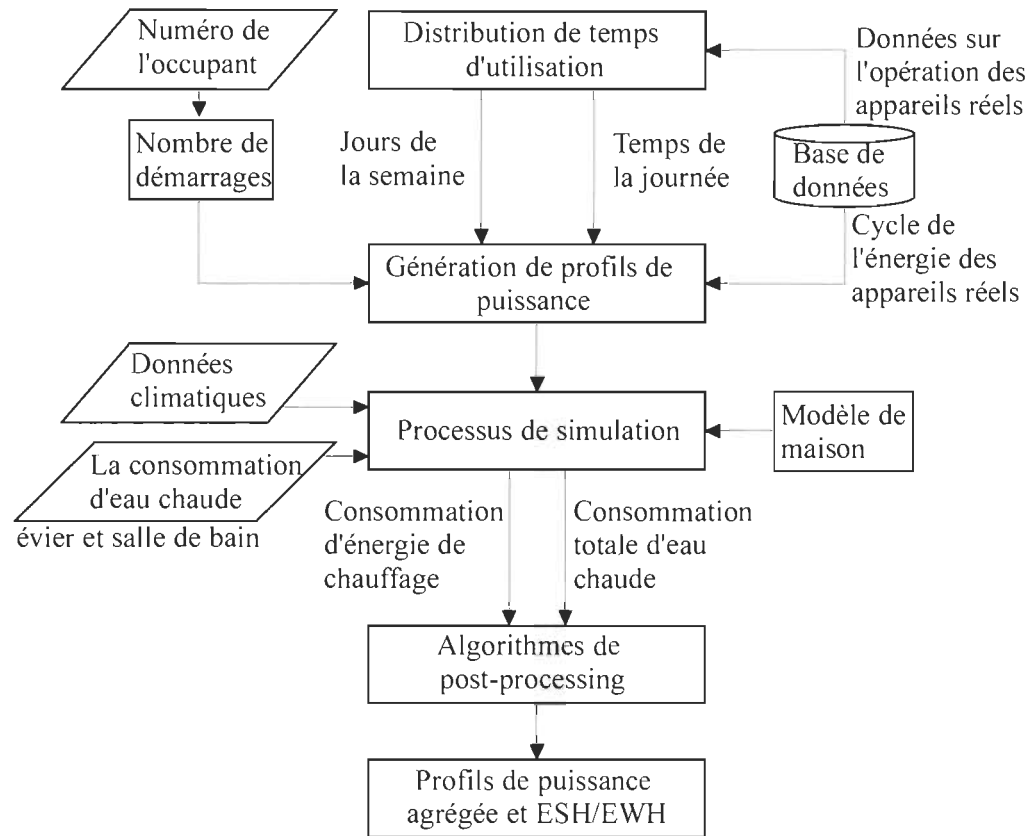 Numéro de
l'occupant
Distribution de temps
d'utilisation
Données sur
l'opération des
appareils réels
Nombre de
démarrages
Jours de
la semaine
Temps de
la journée
Base de
données
Cycle de
l'énergie des
appareils réels
Génération de profils de
puissance
Données
climatiques
Processus de simulation
Modèle de
maison
La consommation
d'eau chaude
évier et salle de bain
Consommation
d'énergie de
chauffage
Consommation
totale d'eau
chaude
Algorithmes de
post-processing
Profils de puissance
agrégée et ESH/EWH